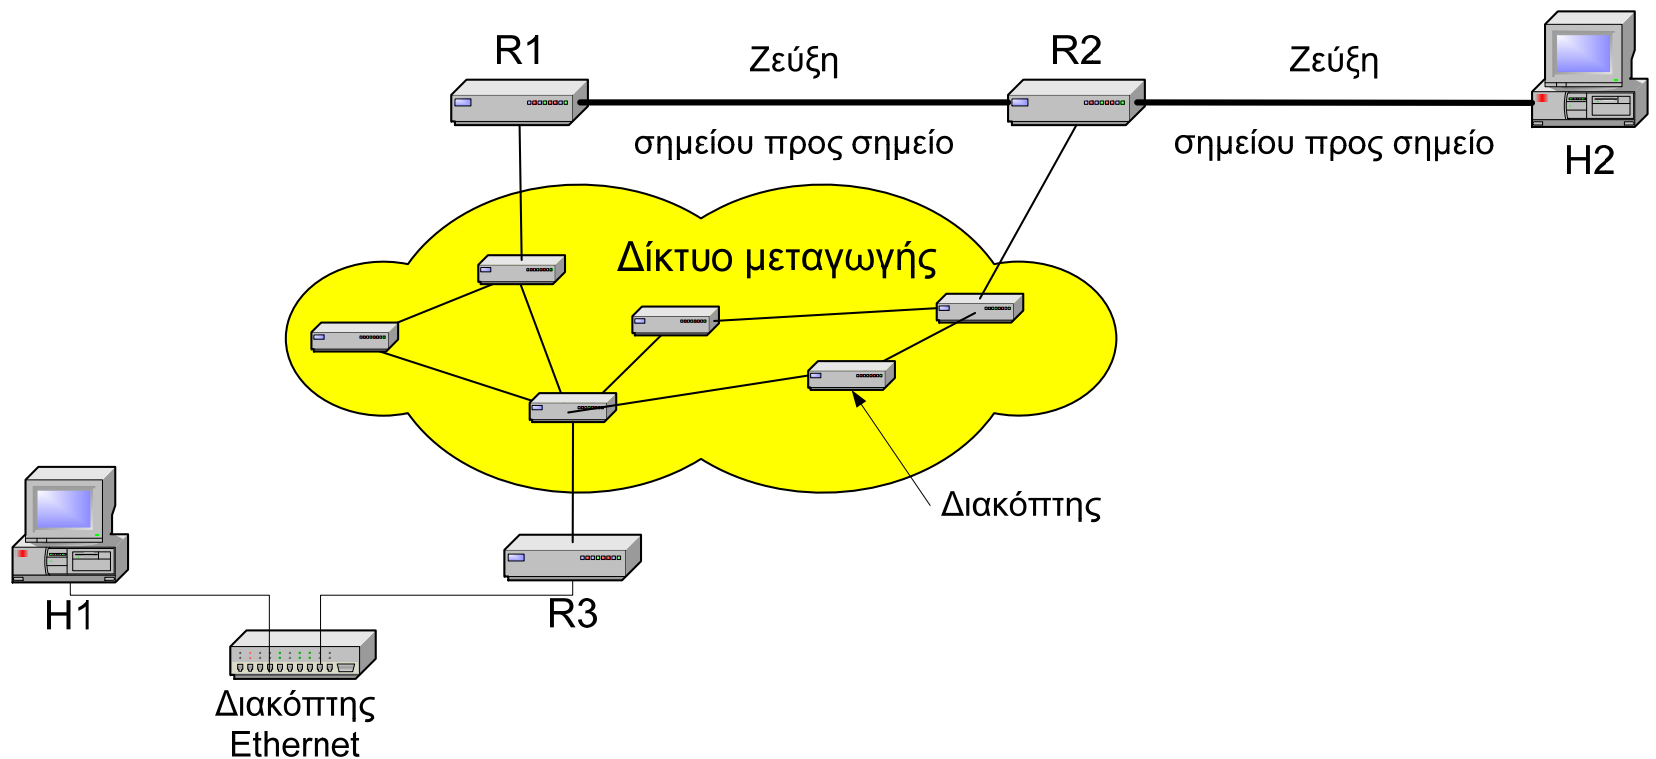 R1
Ζεύξη
σημείου προς σημείο
R2
Ζεύξη
σημείου προς σημείο
H2
Δίκτυο μεταγωγής
Διακόπτης
H1
R3
Διακόπτης
Ethernet